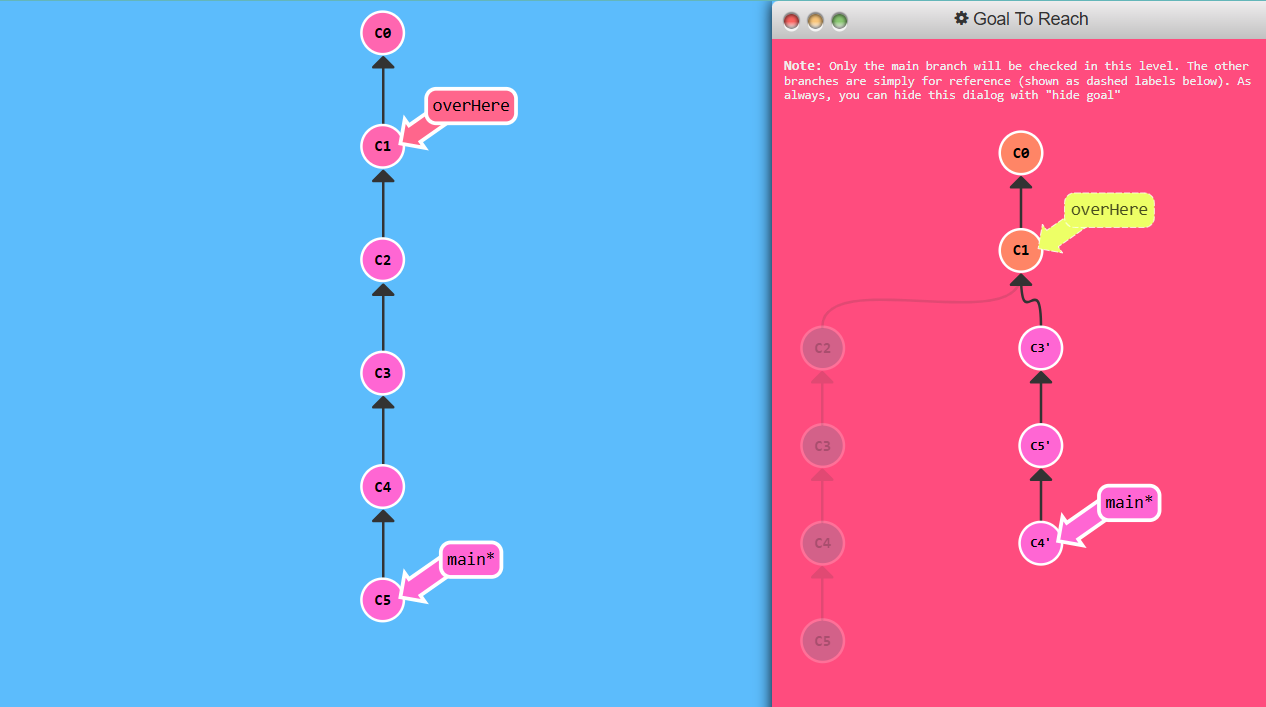 C0
overHere
C1
C2
C3
C4
main*
C5
Goal To Reach
Note: Only the main branch will be checked in this level. The other
branches are simply for reference (shown as dashed labels below). As
always, you can hide this dialog with "hide goal"
C0
overHere
C1
C2
C3'
C3
C5'
main*
C4
C4'
C5